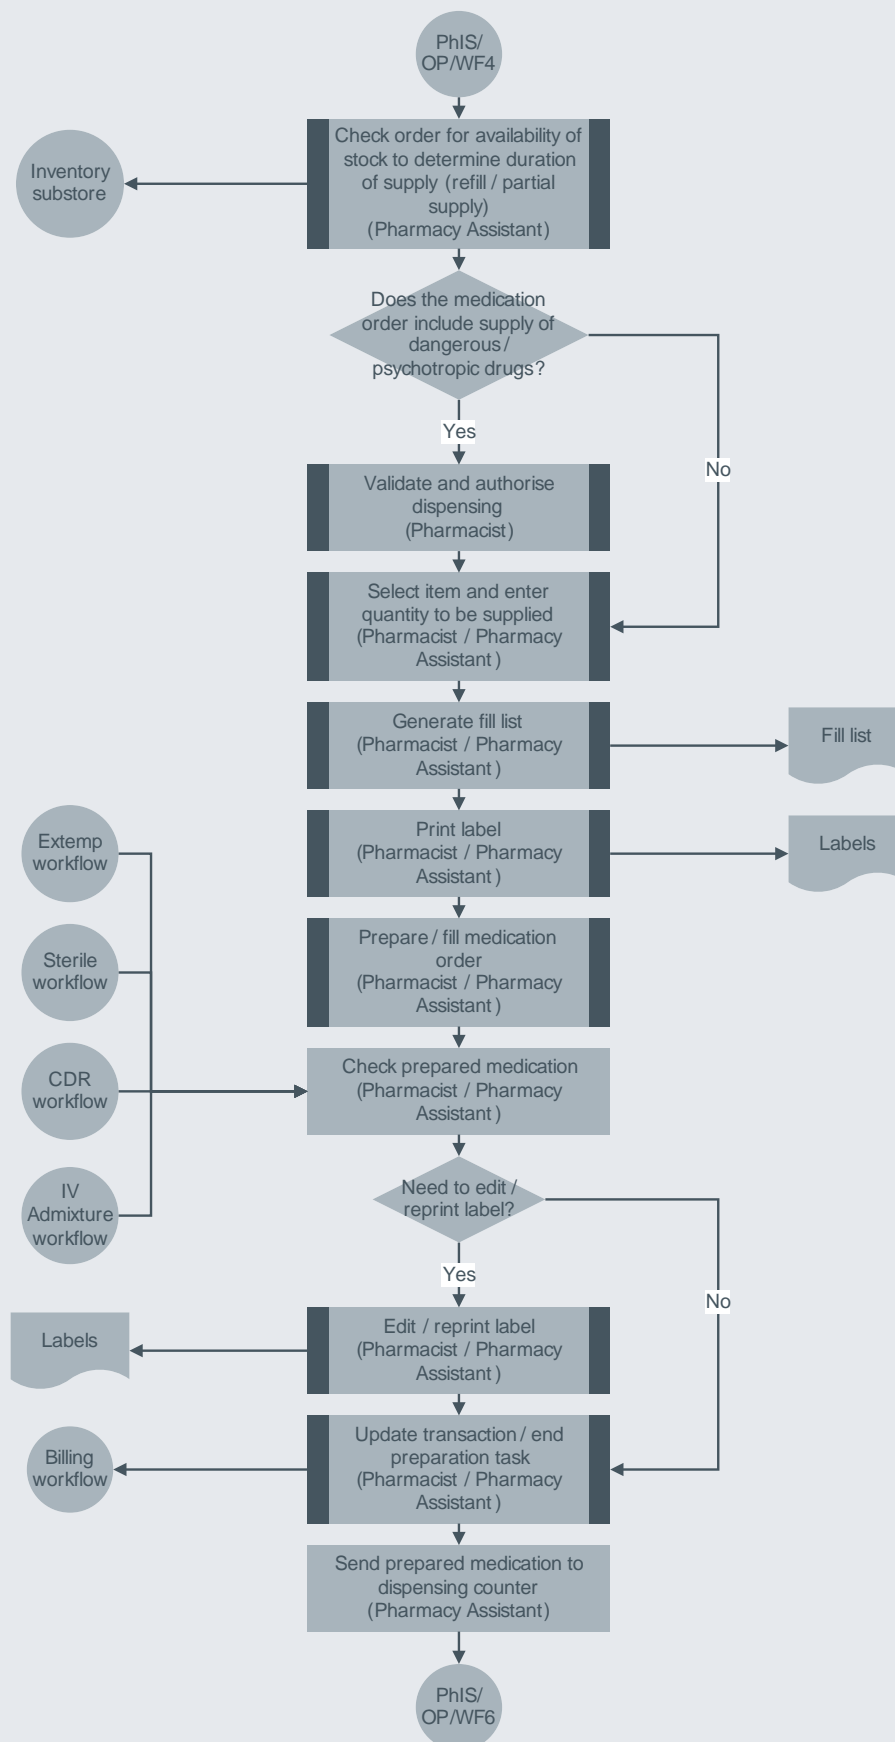 PhIS/
OP/WF4
Check order for availability of
stock to determine duration
of supply (refill / partial
supply)
(Pharmacy Assistant)
Inventory
substore
Does the medication
order include supply of
dangerous /
psychotropic drugs?
Yes
No
Validate and authorise
dispensing
(Pharmacist)
Select item and enter
quantity to be supplied
(Pharmacist / Pharmacy
Assistant)
Generate fill list
(Pharmacist / Pharmacy
Assistant)
Fill list
Print label
(Pharmacist / Pharmacy
Assistant)
Labels
Extemp
workflow
Sterile
workflow
CDR
workflow
IV
Admixture
workflow
Prepare / fill medication
order
(Pharmacist / Pharmacy
Assistant)
Check prepared medication
(Pharmacist / Pharmacy
Assistant)
Need to edit /
reprint label?
Yes
No
Edit / reprint label
(Pharmacist / Pharmacy
Assistant)
Labels
Update transaction / end
preparation task
(Pharmacist / Pharmacy
Assistant)
Billing
workflow
Send prepared medication to
dispensing counter
(Pharmacy Assistant)
PhIS/
OP/WF6